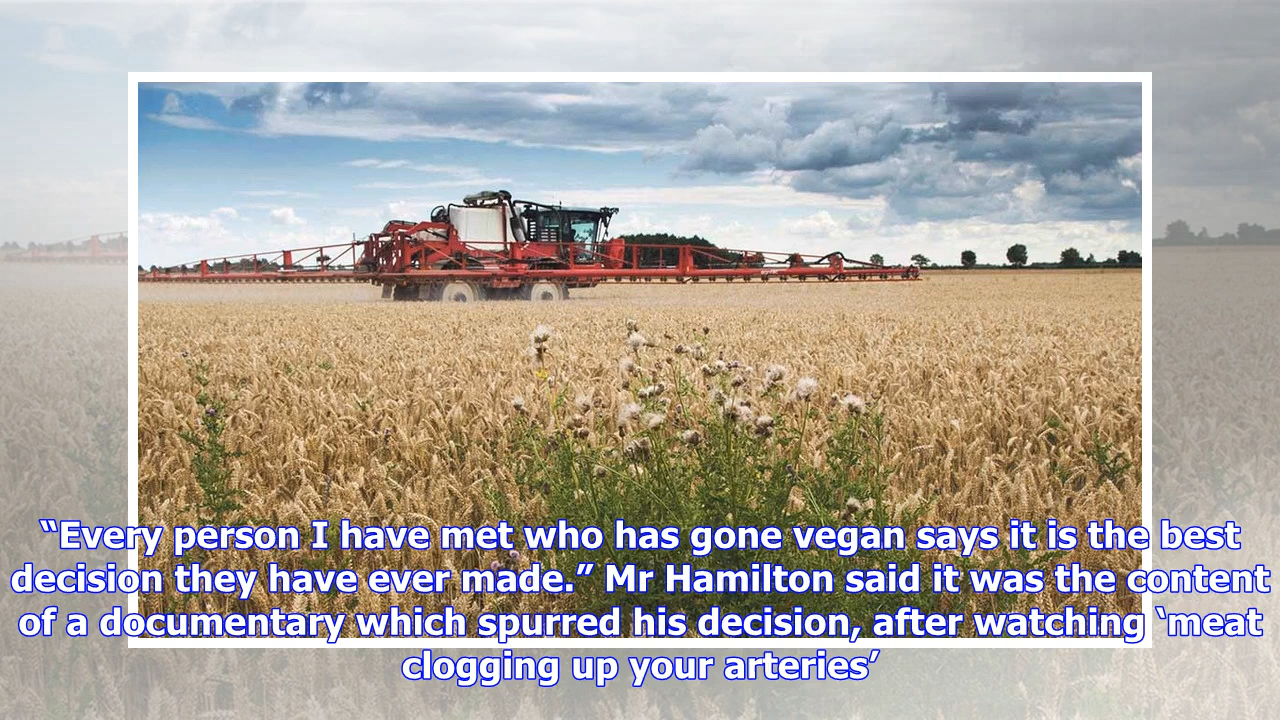 “Every person I have met who has gone vegan says it is the best
decision they have ever made.” Mr Hamilton said it was the content
of a documentary which spurred his decision, after watching ‘meat
clogging up your arteries’